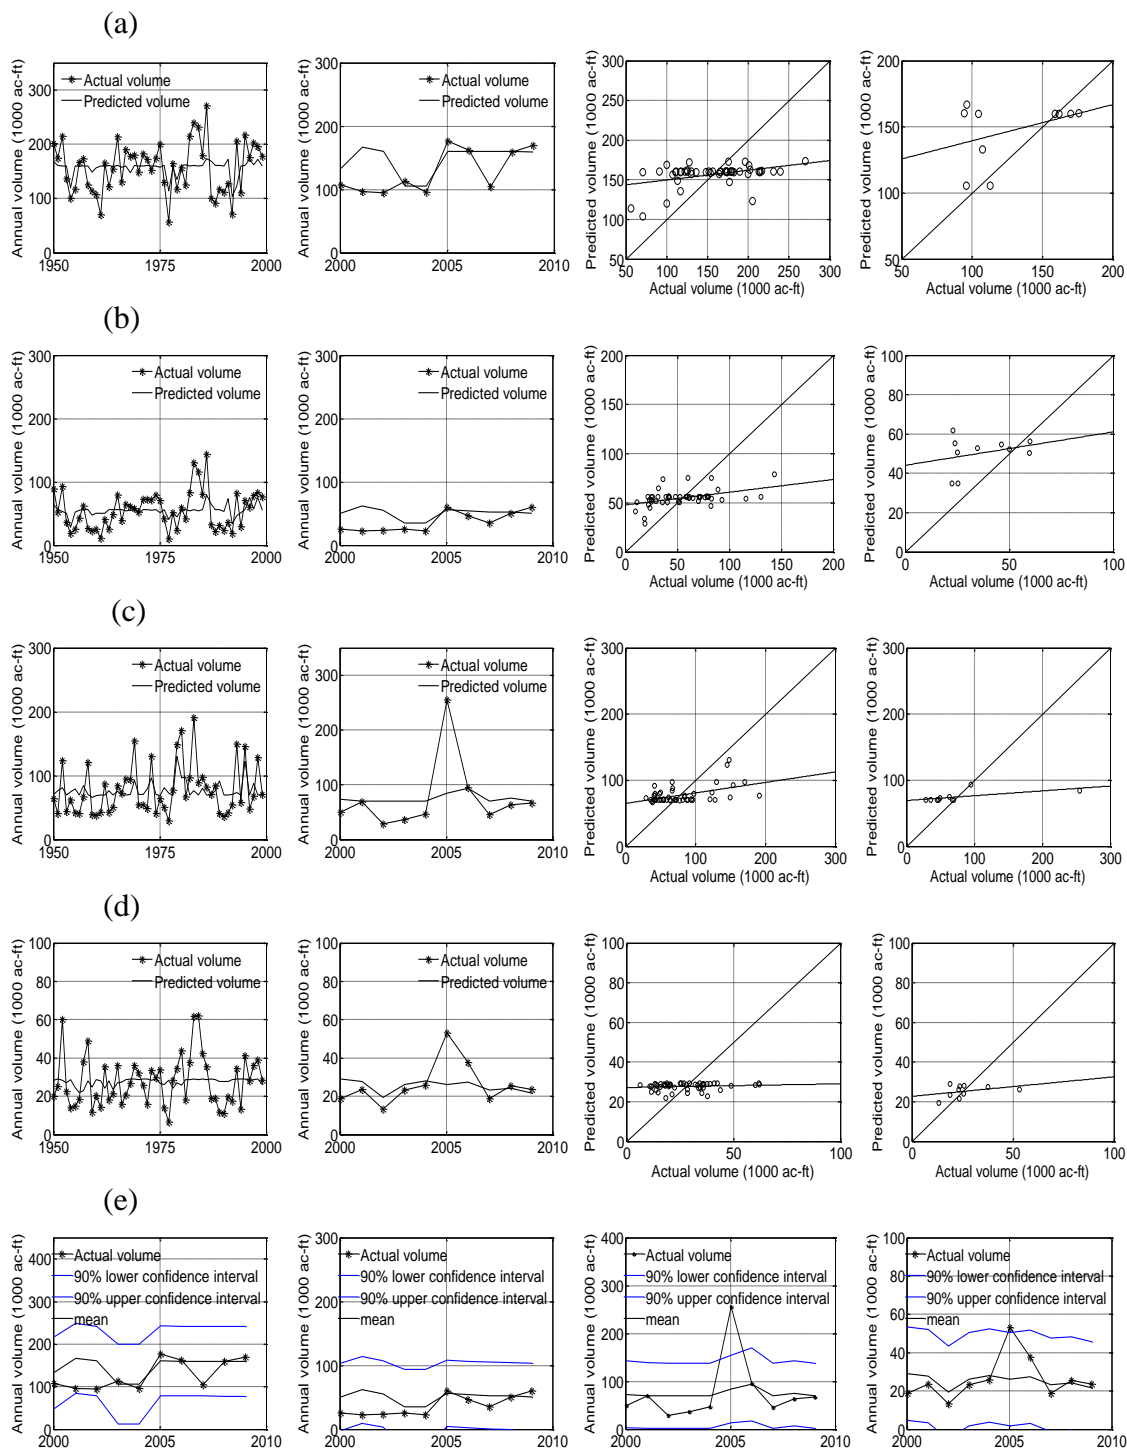 (a)
Annual volume (1000 ac-ft)
300
200
100
0
1950
1975
2000
Actual volume
Predicted volume
Annual volume (1000 ac-ft)
300
200
100
0
2000
2005
2010
Actual volume
Predicted volume
Predicted volume (1000 ac-ft)
300
250
200
150
100
50
50
100
150
200
250
300
Actual volume (1000 ac-ft)
Predicted volume (1000 ac-ft)
200
150
100
50
50
100
150
200
Actual volume (1000 ac-ft)
(b)
Annual volume (1000 ac-ft)
300
200
100
0
1950
1975
2000
Actual volume
Predicted volume
Annual volume (1000 ac-ft)
300
200
100
0
2000
2005
2010
Actual volume
Predicted volume
Predicted volume (1000 ac-ft)
200
150
100
50
0
0
50
100
150
200
Actual volume (1000 ac-ft)
Predicted volume (1000 ac-ft)
100
80
60
40
20
0
0
50
100
Actual volume (1000 ac-ft)
(c)
Annual volume (1000 ac-ft)
300
200
100
0
1950
1975
2000
Actual volume
Predicted volume
Annual volume (1000 ac-ft)
300
200
100
0
2000
2005
2010
Actual volume
Predicted volume
Predicted volume (1000 ac-ft)
300
200
100
0
0
100
200
300
Actual volume (1000 ac-ft)
Predicted volume (1000 ac-ft)
300
200
100
0
0
100
200
300
Actual volume (1000 ac-ft)
(d)
Annual volume (1000 ac-ft)
100
80
60
40
20
0
1950
1975
2000
Actual volume
Predicted volume
Annual volume (1000 ac-ft)
100
80
60
40
20
0
2000
2005
2010
Actual volume
Predicted volume
Predicted volume (1000 ac-ft)
100
80
60
40
20
0
0
50
100
Actual volume (1000 ac-ft)
Predicted volume (1000 ac-ft)
100
80
60
40
20
0
0
50
100
Actual volume (1000 ac-ft)
(e)
Annual volume (1000 ac-ft)
400
300
200
100
0
2000
2005
2010
Actual volume
90% lower confidence interval
90% upper confidence interval
mean
Annual volume (1000 ac-ft)
300
200
100
0
2000
2005
2010
Actual volume
90% lower confidence interval
90% upper confidence interval
mean
Annual volume (1000 ac-ft)
400
300
200
100
0
2000
2005
2010
Actual volume
90% lower confidence interval
90% upper confidence interval
mean
Annual volume (1000 ac-ft)
100
80
60
40
20
0
2000
2005
2010
Actual volume
90% lower confidence interval
90% upper confidence interval
mean